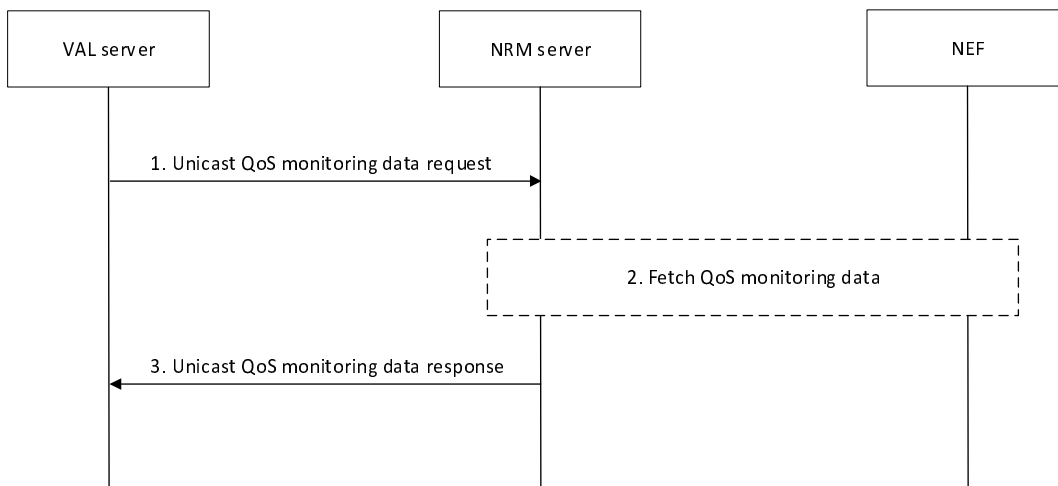 VAL server
NRM server
NEF
1. Unicast QoS monitoring data request
2. Fetch QoS monitoring data
3. Unicast QoS monitoring data response